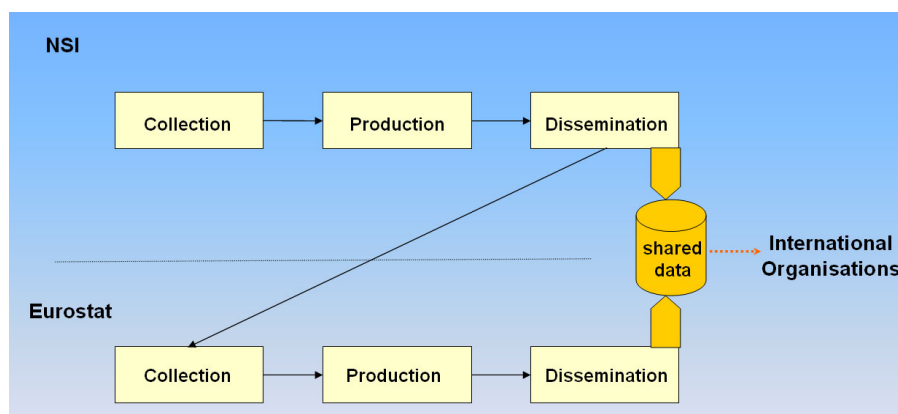 NSI
Collection
Production
Dissemination
shared
data
International
Organisations
Eurostat
Collection
Production
Dissemination